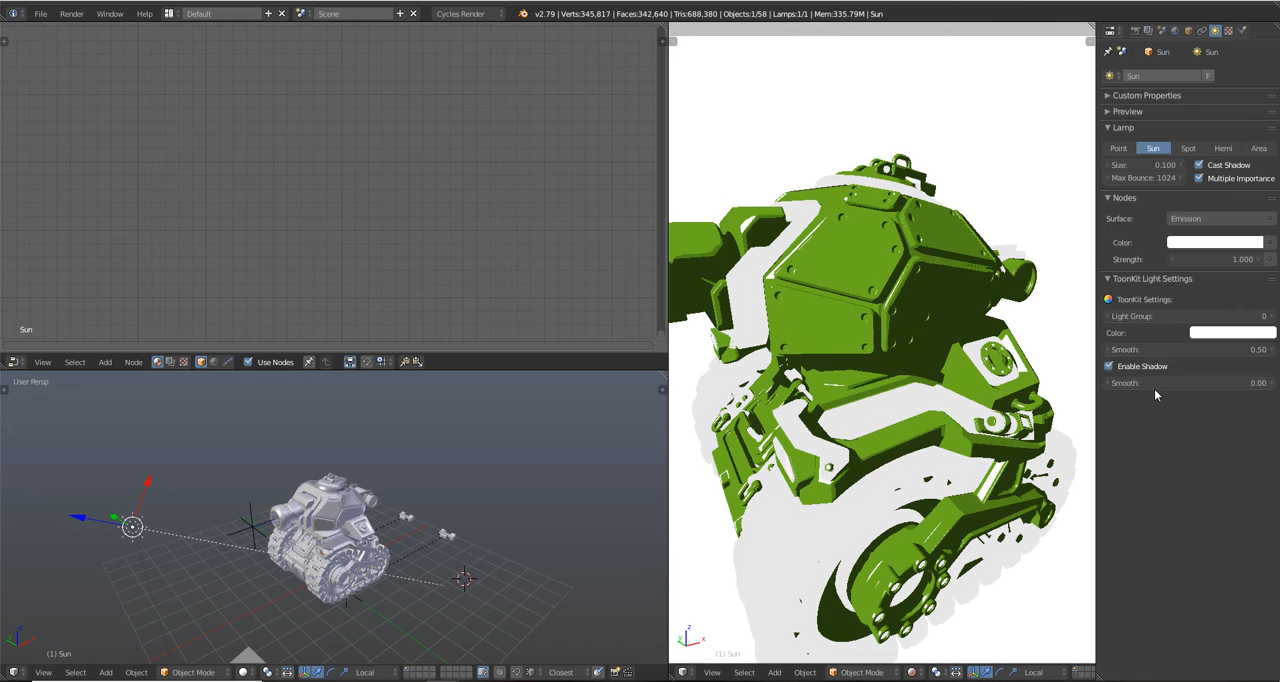 File Render Window Help Default Scene Cycles Render v2.79 | Verts:345,817 | Faces:342,640 | Tris:688,380 | Objects:1/58 | Lamps:1/1 | Mem:335.79M | Sun
Sun Sun
Sun F
Custom Properties
Preview
Lamp
Point Sun Spot Hemi Area
Size: 0.100 Cast Shadow
Max Bounce: 1024 Multiple Importance
Nodes
Surface: Emission
Color:
Strength: 1.000
ToonKit Light Settings
ToonKit Settings:
Light Group: 0
Color:
Smooth: 0.50
Enable Shadow
Smooth: 0.00
Sun
View Select Add Node Use Nodes
User Persp
z
y
x
(1) Sun
z
y
x
(1) Sun
View Select Add Object Object Mode Local Closest
View Select Add Object Object Mode Local